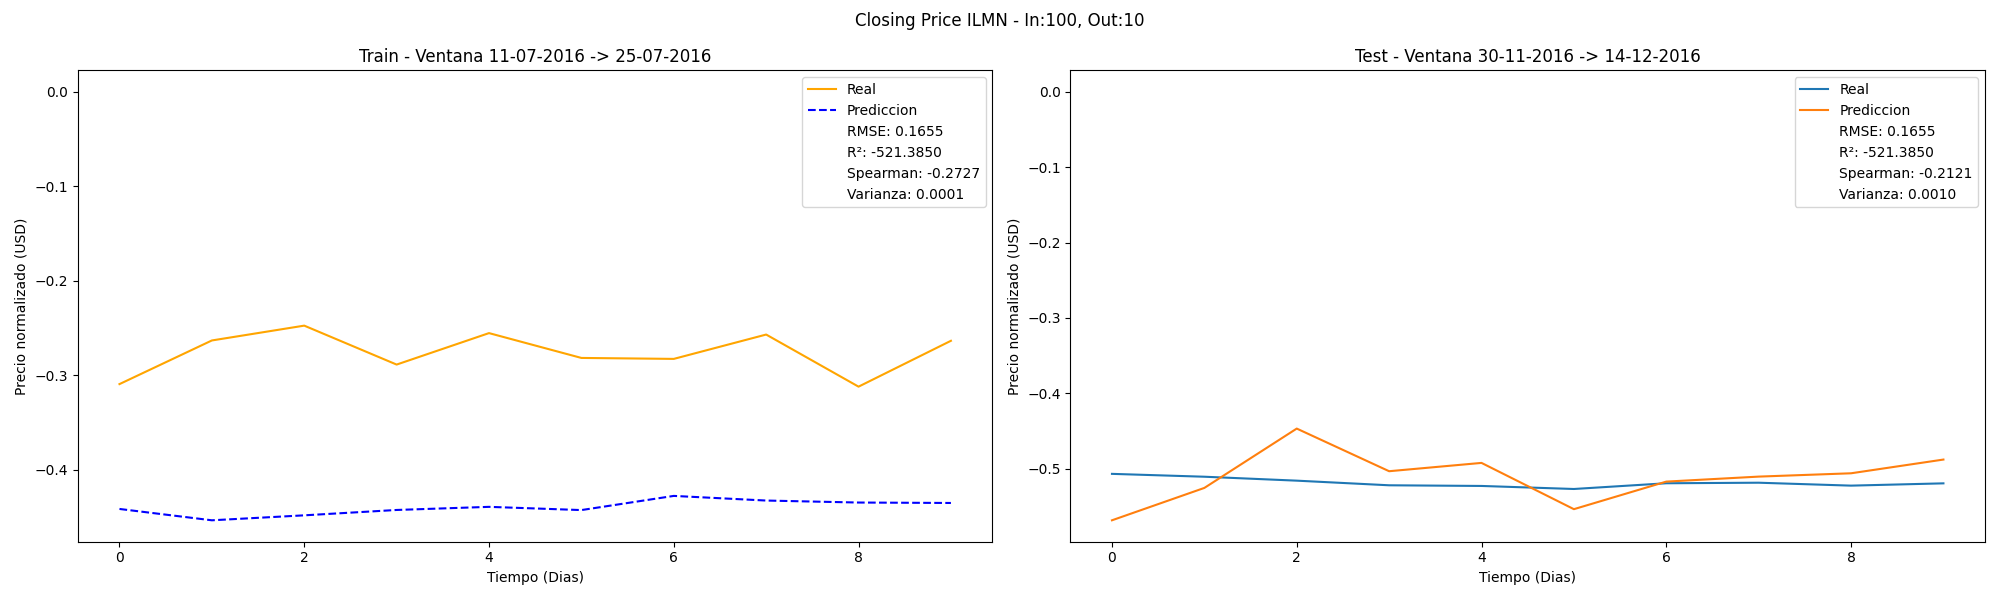 Closing Price ILMN - In:100, Out:10
Train - Ventana 11-07-2016 -> 25-07-2016
Real
Prediccion
RMSE: 0.1655
R²: -521.3850
Spearman: -0.2727
Varianza: 0.0001
0.0
−0.1
−0.2
−0.3
−0.4
Precio normalizado (USD)
0 2 4 6 8
Tiempo (Dias)
Test - Ventana 30-11-2016 -> 14-12-2016
Real
Prediccion
RMSE: 0.1655
R²: -521.3850
Spearman: -0.2121
Varianza: 0.0010
0.0
−0.1
−0.2
−0.3
−0.4
−0.5
Precio normalizado (USD)
0 2 4 6 8
Tiempo (Dias)